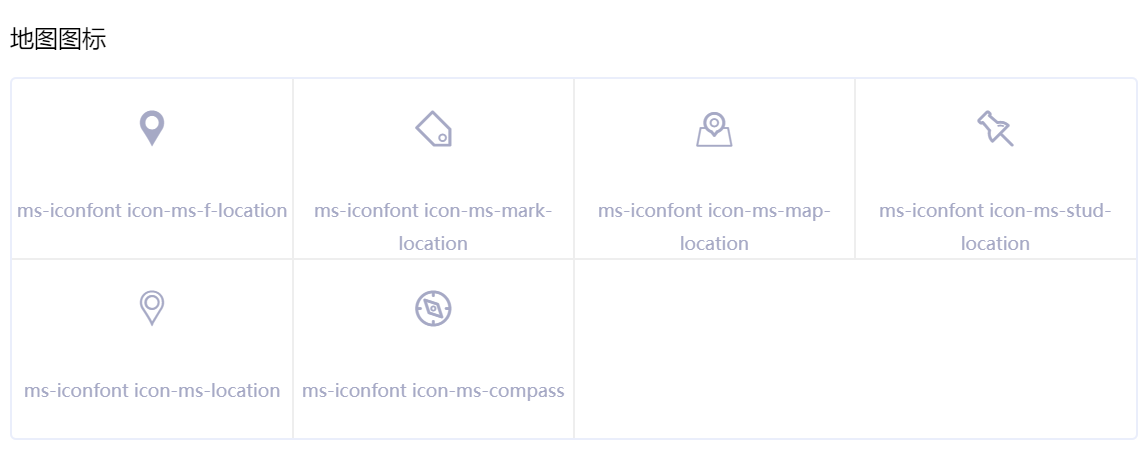 地图图标
ms-iconfont icon-ms-f-location
ms-iconfont icon-ms-mark-
location
ms-iconfont icon-ms-map-
location
ms-iconfont icon-ms-stud-
location
ms-iconfont icon-ms-location
ms-iconfont icon-ms-compass